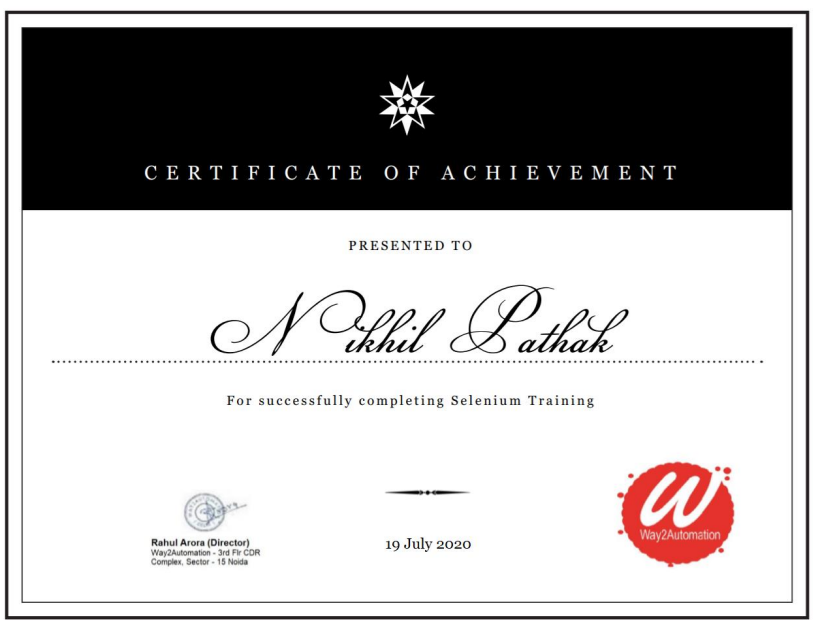 CERTIFICATE OF ACHIEVEMENT
PRESENTED TO
Nikhil Pathak
For successfully completing Selenium Training
Rahul Arora (Director)
Way2Automation - 3rd Flr CDR
Complex, Sector - 15 Noida
19 July 2020
W
Way2Automation